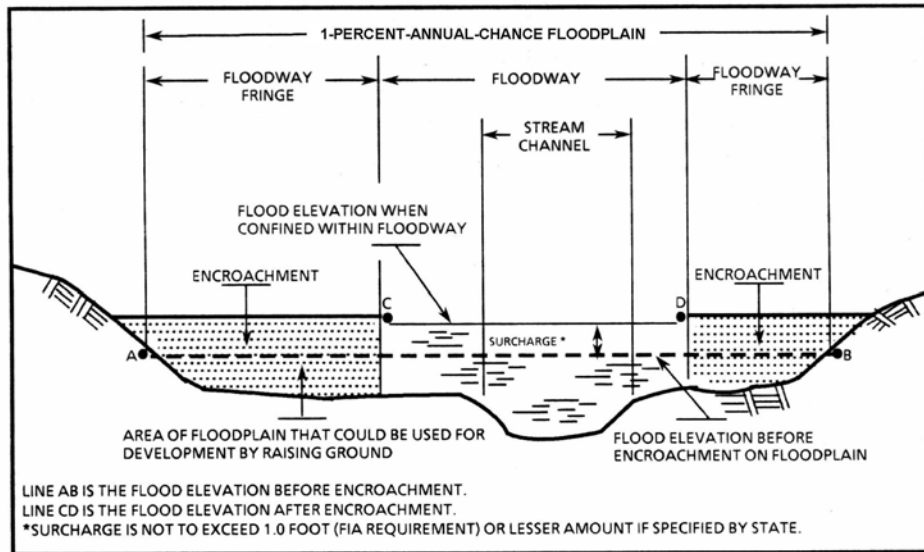 1-PERCENT-ANNUAL-CHANCE FLOODPLAIN
FLOODWAY
FRINGE
FLOODWAY
FLOODWAY
FRINGE
STREAM
CHANNEL
FLOOD ELEVATION WHEN
CONFINED WITHIN FLOODWAY
ENCROACHMENT
ENCROACHMENT
C
D
SURCHARGE *
A
B
AREA OF FLOODPLAIN THAT COULD BE USED FOR
DEVELOPMENT BY RAISING GROUND
FLOOD ELEVATION BEFORE
ENCROACHMENT ON FLOODPLAIN
LINE AB IS THE FLOOD ELEVATION BEFORE ENCROACHMENT.
LINE CD IS THE FLOOD ELEVATION AFTER ENCROACHMENT.
*SURCHARGE IS NOT TO EXCEED 1.0 FOOT (FIA REQUIREMENT) OR LESSER AMOUNT IF SPECIFIED BY STATE.